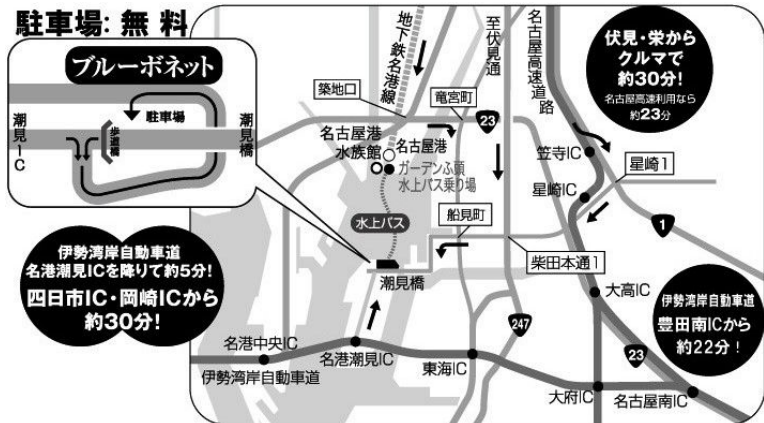 駐車場: 無料
ブルーボネット
駐車場
歩道橋
潮見IC
潮見橋
伊勢湾岸自動車道
名港潮見ICを降りて約5分!
四日市IC・岡崎ICから
約30分!
地下鉄名港線
至伏見通
名古屋高速道路
伏見・栄から
クルマで
約30分!
名古屋高速利用なら
約23分
築地口
竜宮町
23
名古屋港
水族館
名古屋港
ガーデンふ頭
水上バス乗り場
笠寺IC
星崎1
星崎IC
水上バス
船見町
1
柴田本通1
潮見橋
大高IC
伊勢湾岸自動車道
豊田南ICから
約22分!
247
23
名港中央IC
名港潮見IC
伊勢湾岸自動車道
東海IC
大府IC
名古屋南IC